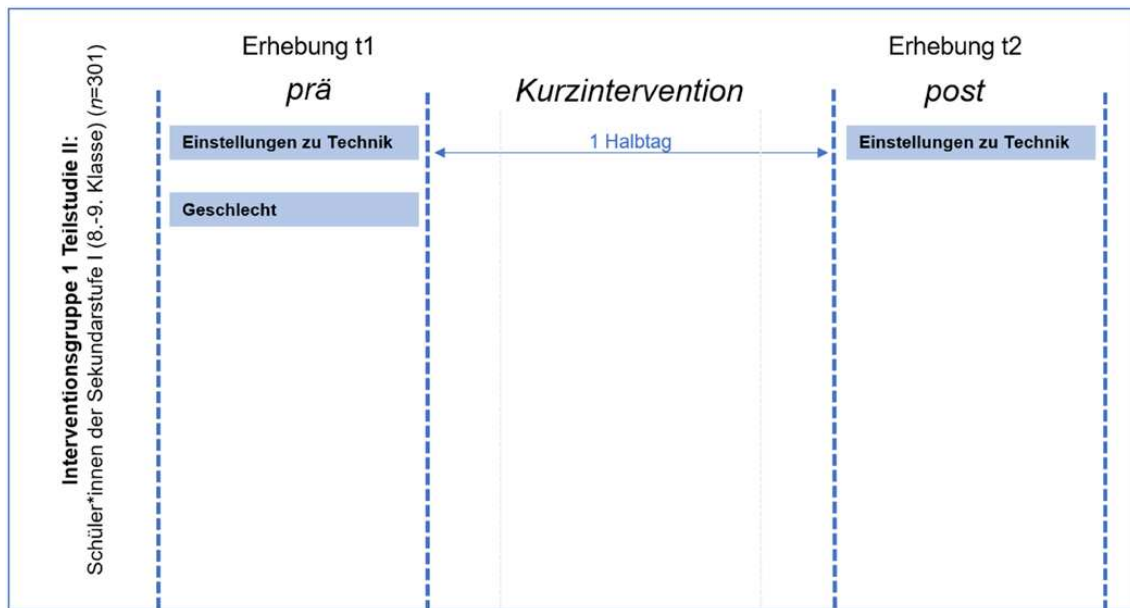 Interventionsgruppe 1 Teilstudie II:
Schüler*innen der Sekundarstufe I (8.-9. Klasse) (n=301)
Erhebung t1
prä
Einstellungen zu Technik
Geschlecht
Kurzintervention
1 Halbtag
Erhebung t2
post
Einstellungen zu Technik